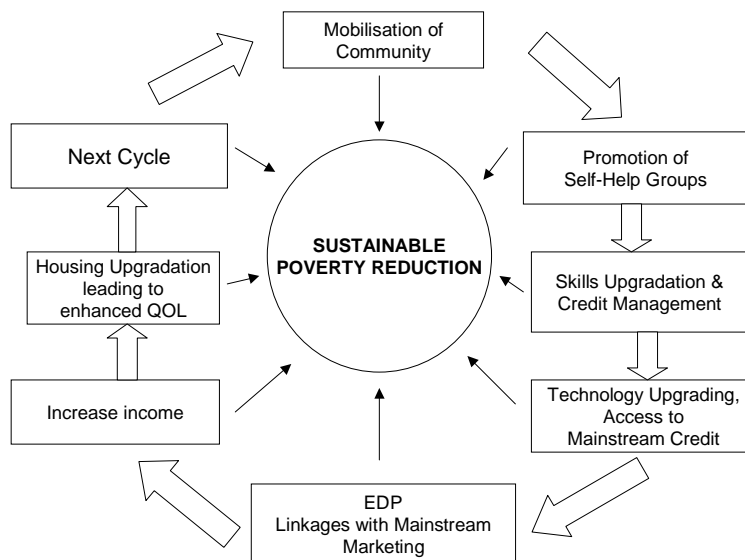 Mobilisation of
Community
Promotion of
Self-Help Groups
Skills Upgradation &
Credit Management
Technology Upgrading,
Access to
Mainstream Credit
EDP
Linkages with Mainstream
Marketing
Increase income
Housing Upgradation
leading to
enhanced QOL
Next Cycle
SUSTAINABLE
POVERTY REDUCTION